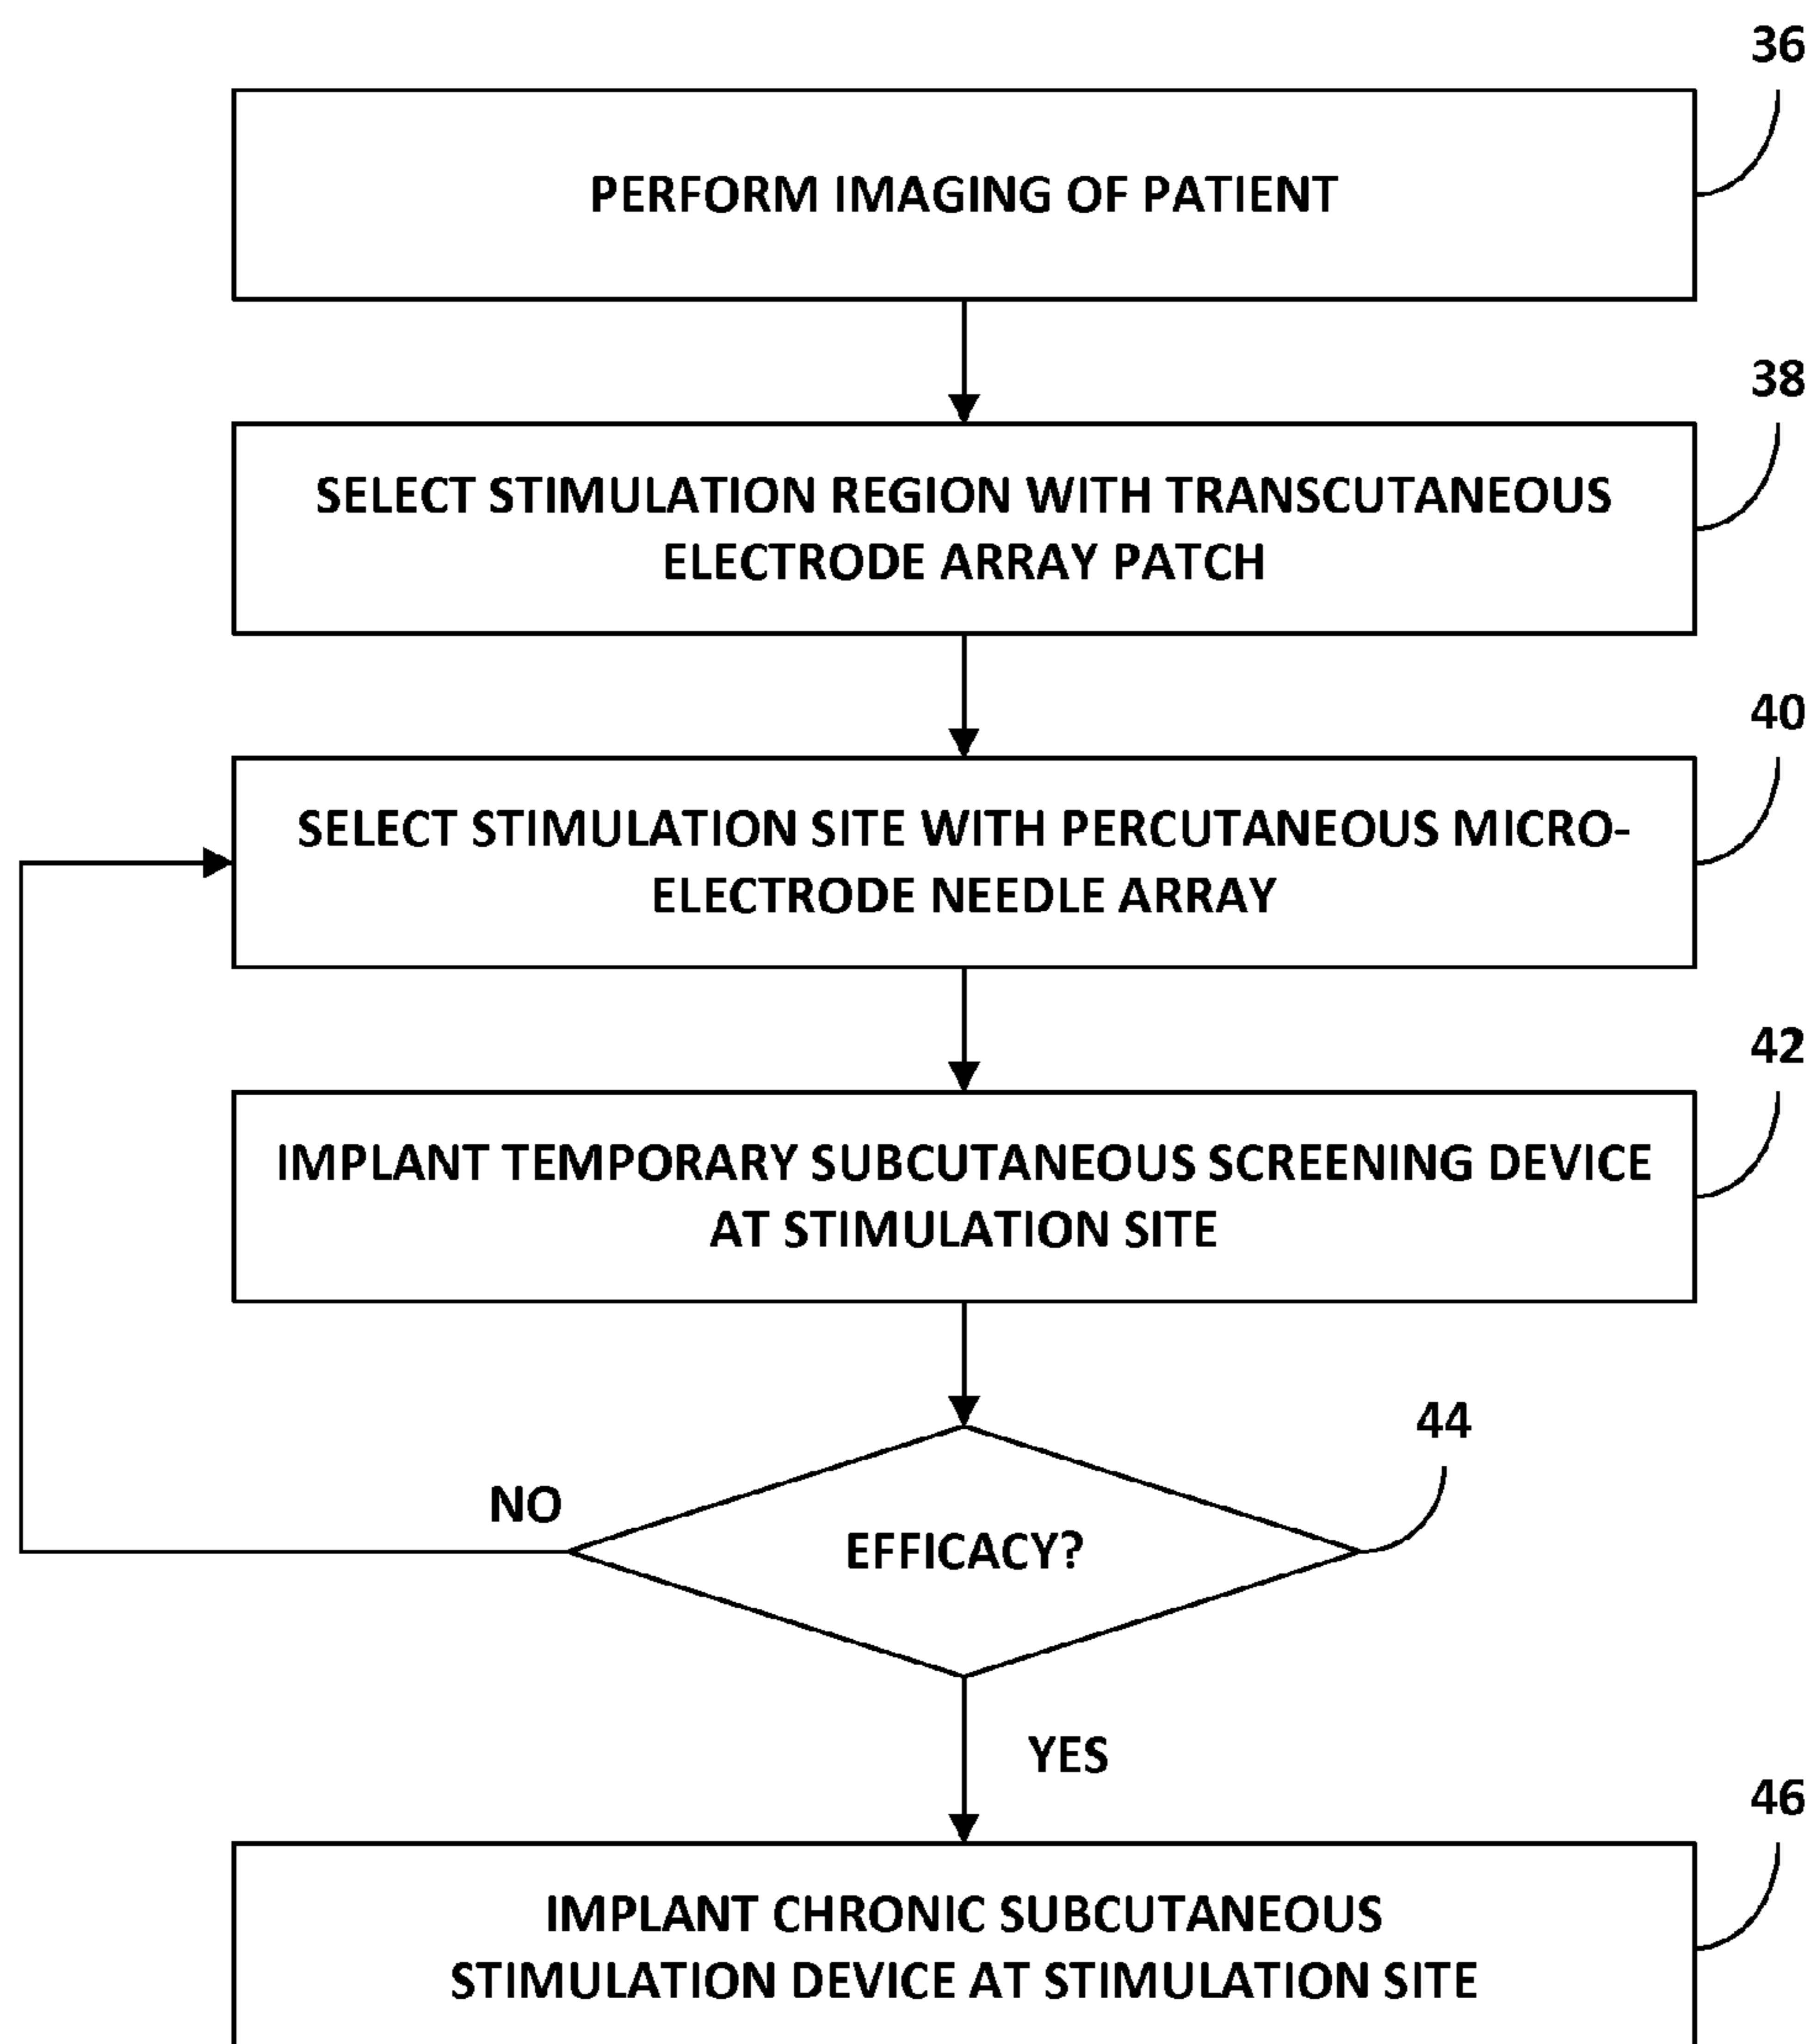 36
PERFORM IMAGING OF PATIENT
38
SELECT STIMULATION REGION WITH TRANSCUTANEOUS
ELECTRODE ARRAY PATCH
40
SELECT STIMULATION SITE WITH PERCUTANEOUS MICRO-
ELECTRODE NEEDLE ARRAY
42
IMPLANT TEMPORARY SUBCUTANEOUS SCREENING DEVICE
AT STIMULATION SITE
44
NO
EFFICACY?
YES
46
IMPLANT CHRONIC SUBCUTANEOUS
STIMULATION DEVICE AT STIMULATION SITE